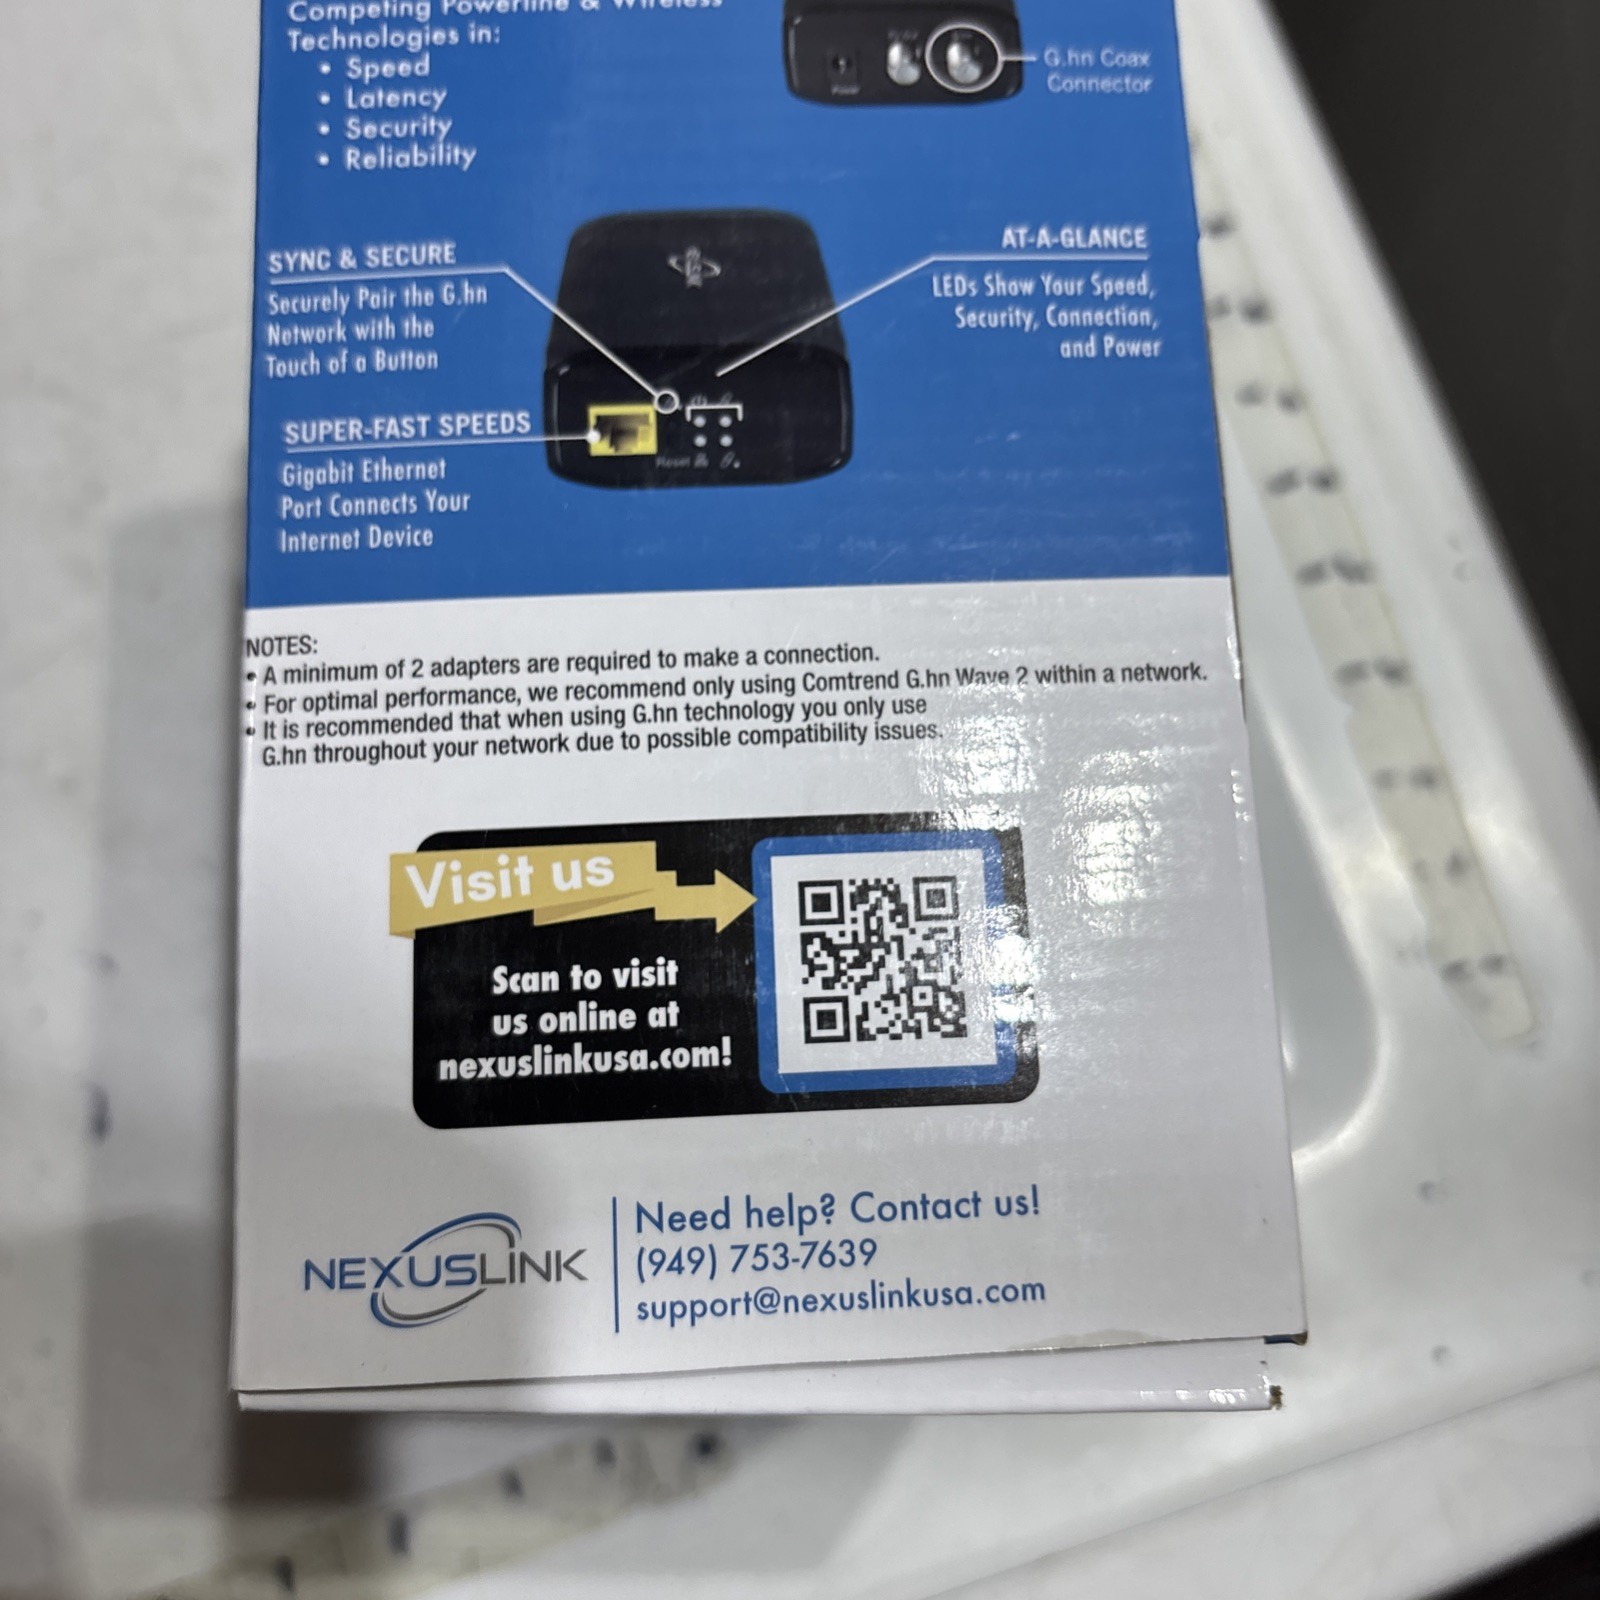 Competing Powerline & Wireless
Technologies in:
• Speed
• Latency
• Security
• Reliability
G.hn Coax
Connector
SYNC & SECURE
Securely Pair the G.hn
Network with the
Touch of a Button
AT-A-GLANCE
LEDs Show Your Speed,
Security, Connection,
and Power
SUPER-FAST SPEEDS
Gigabit Ethernet
Port Connects Your
Internet Device
Reset
NOTES:
• A minimum of 2 adapters are required to make a connection.
• For optimal performance, we recommend only using Comtrend G.hn Wave 2 within a network.
• It is recommended that when using G.hn technology you only use
G.hn throughout your network due to possible compatibility issues.
Visit us
Scan to visit
us online at
nexuslinkusa.com!
NEXUSLINK
Need help? Contact us!
(949) 753-7639
support@nexuslinkusa.com